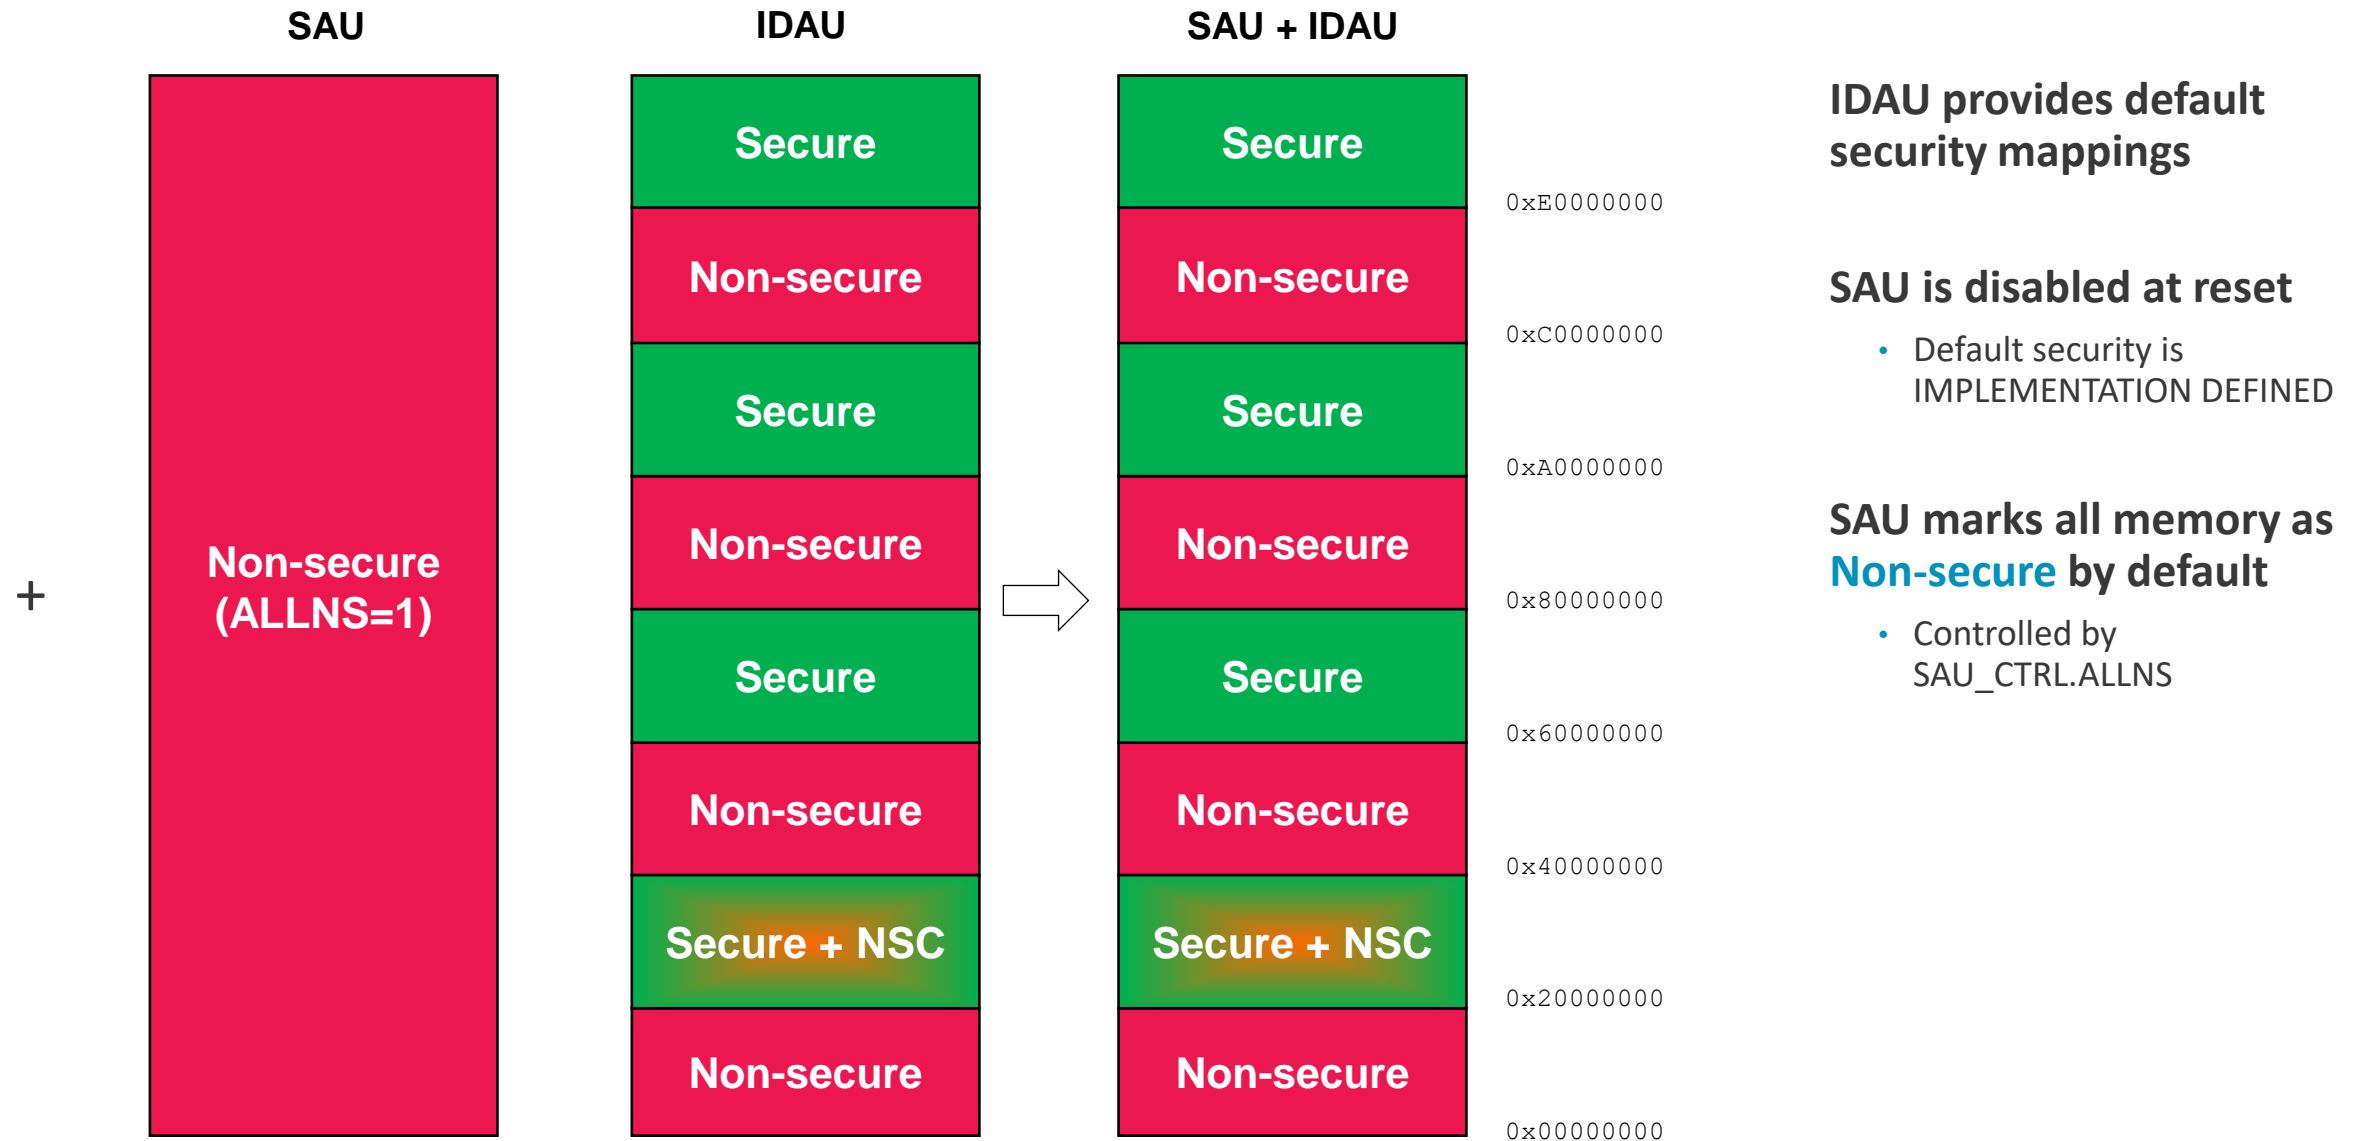 SAU
IDAU
SAU + IDAU
+
Non-secure
(ALLNS=1)
Secure
Non-secure
Secure
Non-secure
Secure
Non-secure
Secure + NSC
Non-secure
Secure
Non-secure
Secure
Non-secure
Secure
Non-secure
Secure + NSC
Non-secure
0xE0000000
0xC0000000
0xA0000000
0x80000000
0x60000000
0x40000000
0x20000000
0x00000000
IDAU provides default
security mappings
SAU is disabled at reset
• Default security is
IMPLEMENTATION DEFINED
SAU marks all memory as
Non-secure by default
• Controlled by
SAU_CTRL.ALLNS